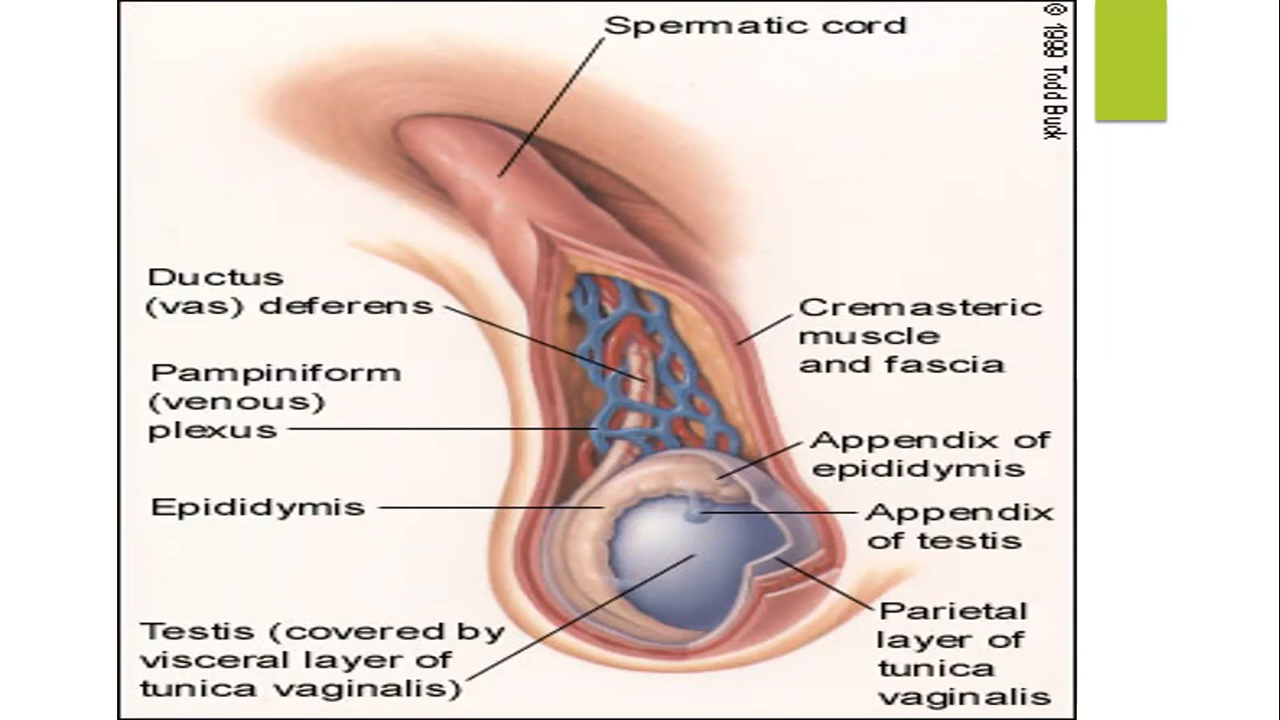 Spermatic cord
© 1999 Todd Buck
Ductus
(vas) deferens
Cremasteric
muscle
and fascia
Pampiniform
(venous)
plexus
Appendix of
epididymis
Epididymis
Appendix
of testis
Testis (covered by
visceral layer of
tunica vaginalis)
Parietal
layer of
tunica
vaginalis